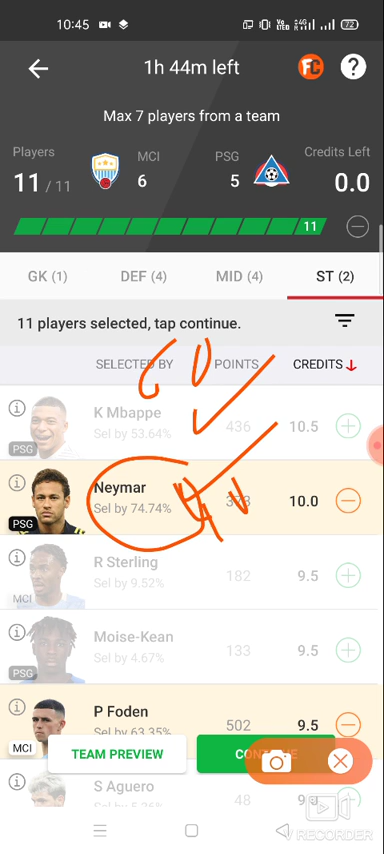 10:45 72
1h 44m left FC ?
Max 7 players from a team
Players MCI PSG Credits Left
11 / 11 6 5 0.0
11
GK (1) DEF (4) MID (4) ST (2)
11 players selected, tap continue.
SELECTED BY POINTS CREDITS
K Mbappe
Sel by 53.64% 436 10.5
PSG
Neymar
Sel by 74.74% 373 10.0
PSG
R Sterling
Sel by 9.52% 182 9.5
MCI
Moise-Kean
Sel by 4.67% 133 9.5
PSG
P Foden
Sel by 63.35% 502 9.5
MCI
TEAM PREVIEW
S Aguero
48
RECORDER